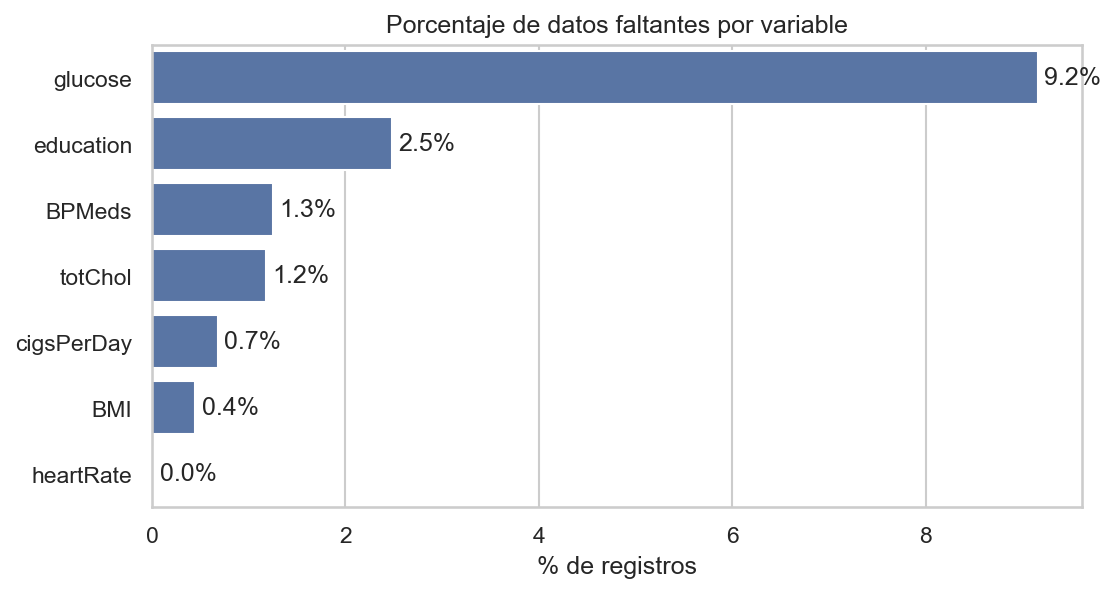 Porcentaje de datos faltantes por variable
glucose 9.2%
education 2.5%
BPMeds 1.3%
totChol 1.2%
cigsPerDay 0.7%
BMI 0.4%
heartRate 0.0%
0 2 4 6 8
% de registros